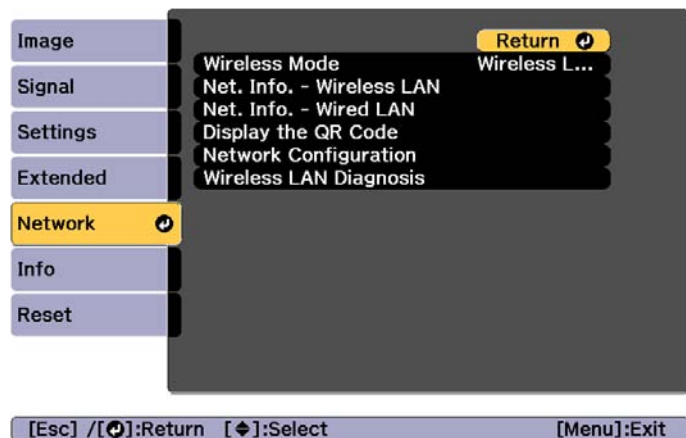 Image
Signal
Settings
Extended
Network
Info
Reset
Return
Wireless Mode Wireless L...
Net. Info. - Wireless LAN
Net. Info. - Wired LAN
Display the QR Code
Network Configuration
Wireless LAN Diagnosis
[Esc] /[⏎]:Return [◆]:Select [Menu]:Exit